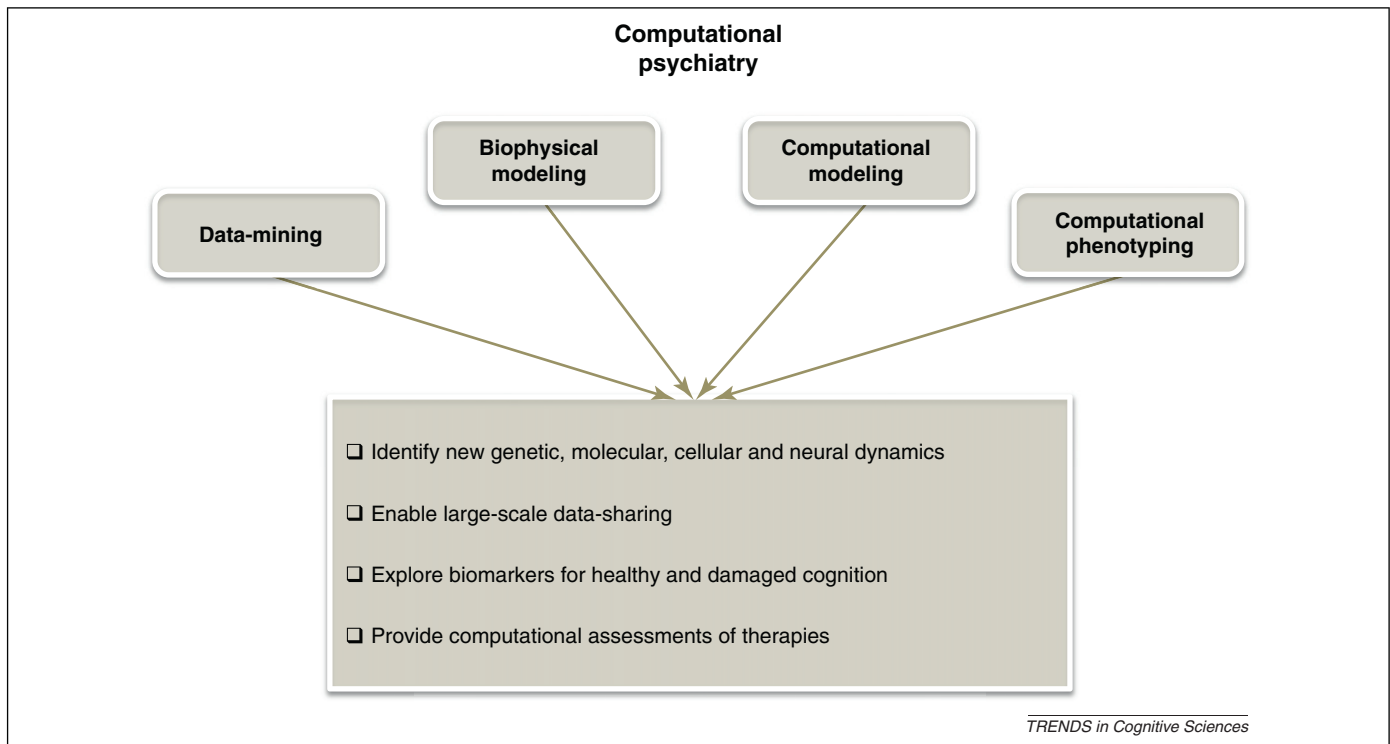 Computational
psychiatry
Biophysical
modeling
Computational
modeling
Data-mining
Computational
phenotyping
❑ Identify new genetic, molecular, cellular and neural dynamics
❑ Enable large-scale data-sharing
❑ Explore biomarkers for healthy and damaged cognition
❑ Provide computational assessments of therapies
TRENDS in Cognitive Sciences